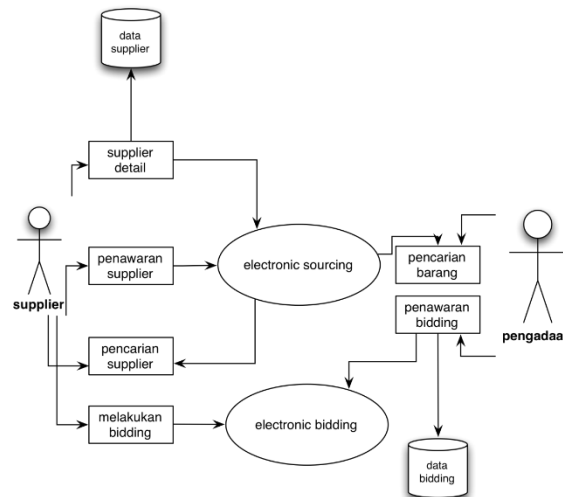 data
supplier
supplier
detail
penawaran
supplier
electronic sourcing
pencarian
barang
supplier
penawaran
bidding
pengadaa
pencarian
supplier
melakukan
bidding
electronic bidding
data
bidding